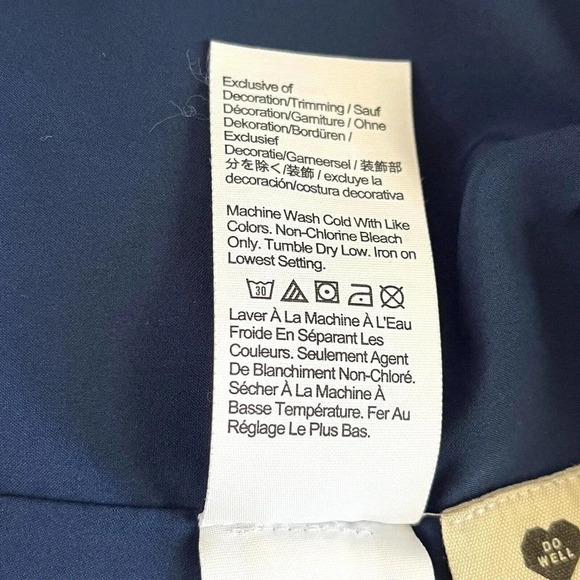 Exclusive of
Decoration/Trimming / Sauf
Décoration/Garniture / Ohne
Dekoration/Bordüren /
Exclusief
Decoratie/Garneersel / 装飾部
分を除く/装飾 / excluye la
decoración/costura decorativa
Machine Wash Cold With Like
Colors. Non-Chlorine Bleach
Only. Tumble Dry Low. Iron on
Lowest Setting.
30
Laver À La Machine À L'Eau
Froide En Séparant Les
Couleurs. Seulement Agent
De Blanchiment Non-Chloré.
Sécher À La Machine À
Basse Température. Fer Au
Réglage Le Plus Bas.
DO
WELL